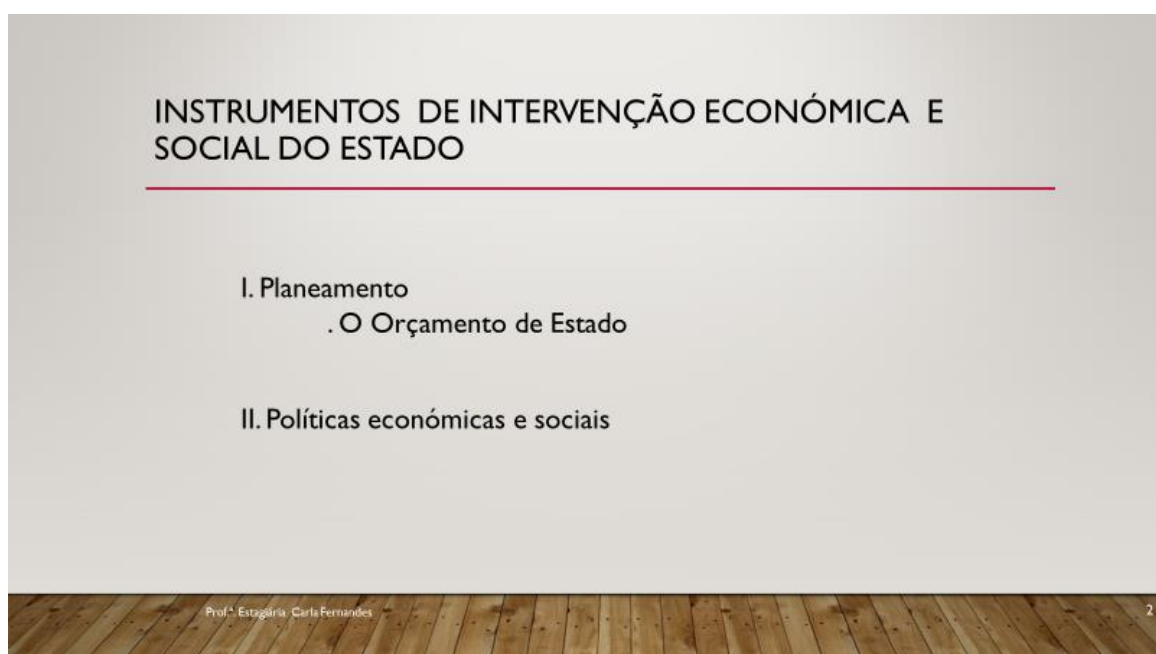 INSTRUMENTOS DE INTERVENÇÃO ECONÓMICA E
SOCIAL DO ESTADO
I. Planeamento
. O Orçamento de Estado
II. Políticas económicas e sociais
Prof.ª Estagiária Carla Fernandes
2